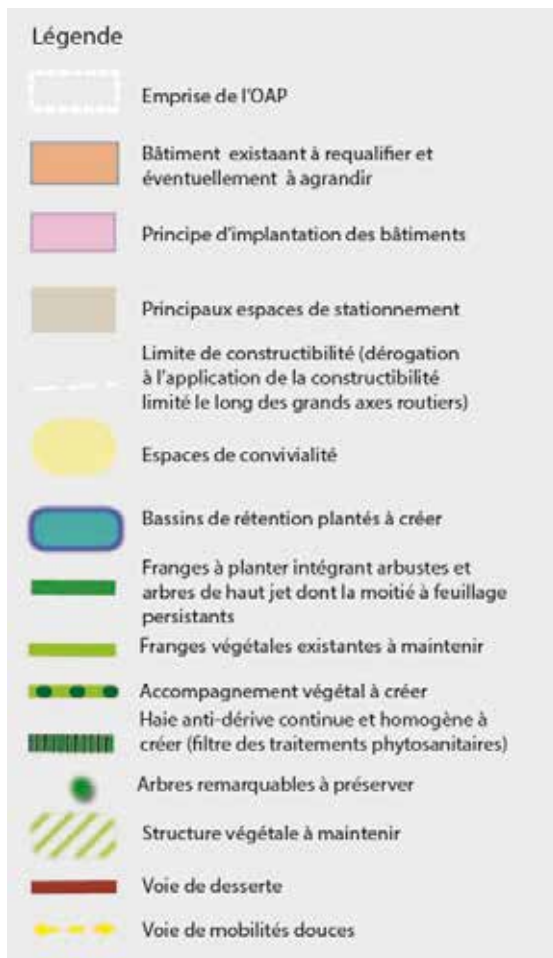 Légende
Emprise de l'OAP
Bâtiment existaant à requalifier et
éventuellement à agrandir
Principe d'implantation des bâtiments
Principaux espaces de stationnement
Limite de constructibilité (dérogation
à l'application de la constructibilité
limité le long des grands axes routiers)
Espaces de convivialité
Bassins de rétention plantés à créer
Franges à planter intégrant arbustes et
arbres de haut jet dont la moitié à feuillage
persistants
Franges végétales existantes à maintenir
Accompagnement végétal à créer
Haie anti-dérive continue et homogène à
créer (filtre des traitements phytosanitaires)
Arbres remarquables à préserver
Structure végétale à maintenir
Voie de desserte
Voie de mobilités douces